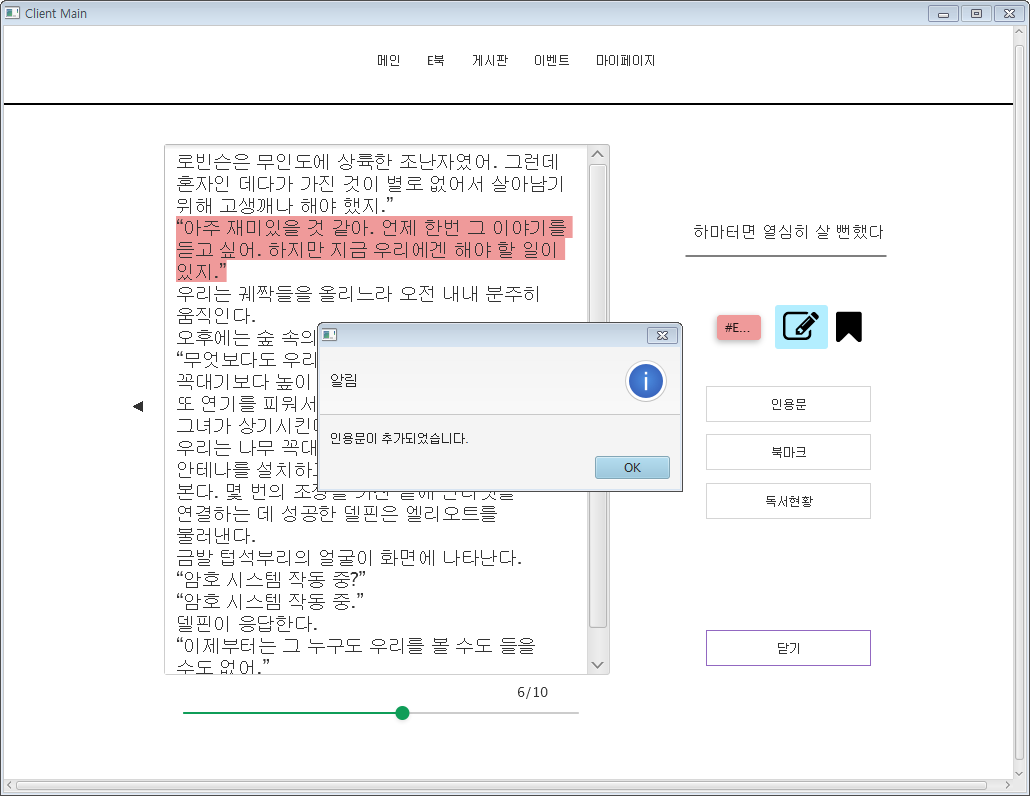 Client Main
메인 E북 게시판 이벤트 마이페이지
로빈슨은 무인도에 상륙한 조난자였어. 그런데
혼자인 데다가 가진 것이 별로 없어서 살아남기
위해 고생깨나 해야 했지.”
“아주 재미있을 것 같아. 언제 한번 그 이야기를
듣고 싶어. 하지만 지금 우리에겐 해야 할 일이
있지.”
우리는 궤짝들을 올리느라 오전 내내 분주히
움직인다.
오후에는 숲 속의
“무엇보다도 우리
꼭대기보다 높이
또 연기를 피워서
그녀가 상기시킨다
우리는 나무 꼭대
안테나를 설치하고
본다. 몇 번의 조정을 거친 끝에
연결하는 데 성공한 델핀은 엘리오트를
불러낸다.
금발 텁석부리의 얼굴이 화면에 나타난다.
“암호 시스템 작동 중?”
“암호 시스템 작동 중.”
델핀이 응답한다.
“이제부터는 그 누구도 우리를 볼 수도 들을
수도 없어.”
6/10
하마터면 열심히 살 뻔했다
#E...
인용문
북마크
독서현황
닫기
알림
인용문이 추가되었습니다.
OK